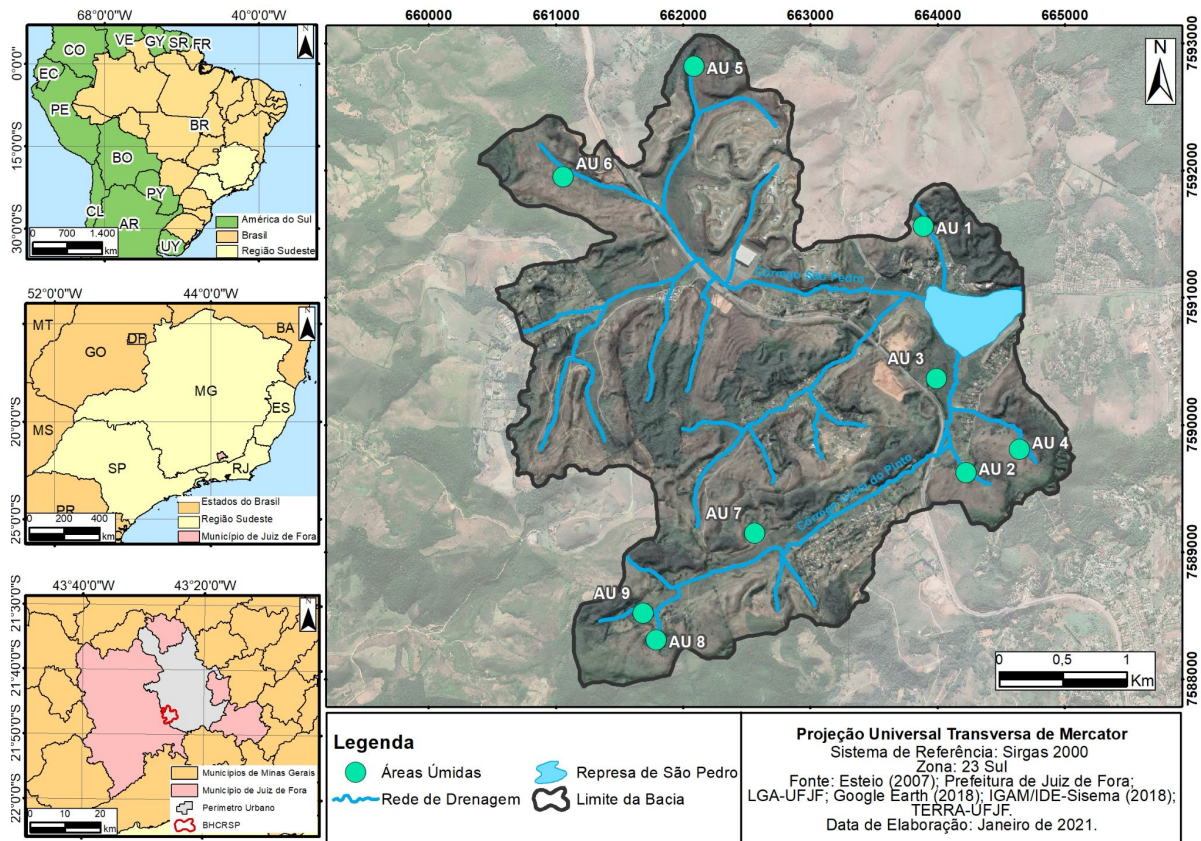 68°0'0"W
40°0'0"W
0°0'0"
15°0'0"S
30°0'0"S
N
CO
VE
GY
SR
FR
EC
PE
BR
BO
PY
CL
AR
UY
América do Sul
Brasil
Região Sudeste
0 700 1.400
km
52°0'0"W
44°0'0"W
20°0'0"S
25°0'0"S
N
MT
GO
DF
BA
MG
ES
MS
SP
RJ
PR
Estados do Brasil
Região Sudeste
Município de Juiz de Fora
0 200 400
km
43°40'0"W
43°20'0"W
21°30'0"S
21°40'0"S
21°50'0"S
22°0'0"S
N
Municípios de Minas Gerais
Município de Juiz de Fora
Perímetro Urbano
BHCRSP
0 10 20
km
660000
661000
662000
663000
664000
665000
7593000
7592000
7591000
7590000
7589000
7588000
N
AU 5
AU 6
AU 1
Córrego São Pedro
AU 3
AU 4
AU 2
AU 7
AU 9
AU 8
0 0,5 1
Km
Legenda
Áreas Úmidas
Represa de São Pedro
Rede de Drenagem
Limite da Bacia
Projeção Universal Transversa de Mercator
Sistema de Referência: Sirgas 2000
Zona: 23 Sul
Fonte: Esteio (2007); Prefeitura de Juiz de Fora;
LGA-UFJF; Google Earth (2018); IGAM/IDE-Sisema (2018);
TERRA-UFJF.
Data de Elaboração: Janeiro de 2021.